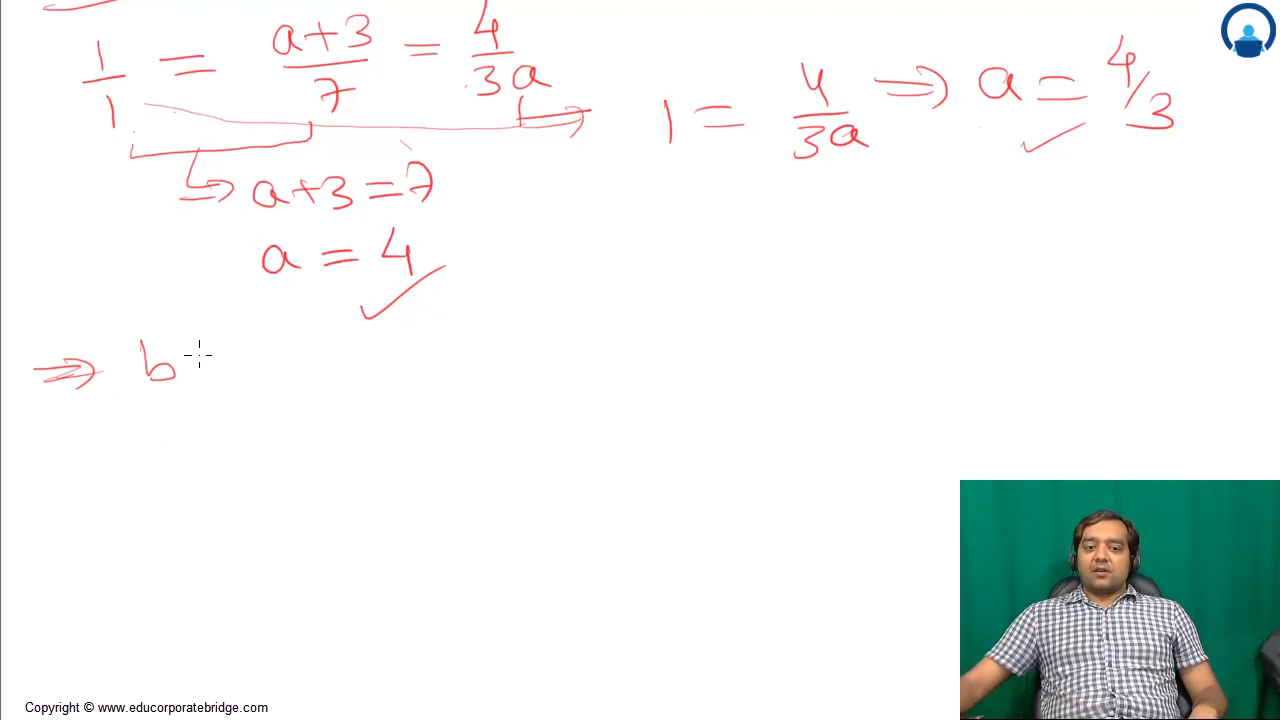 1/1 = a+3/7 = 4/3a
1 = 4/3a ⇒ a = 4/3
a+3=7
a = 4
⇒ b
Copyright © www.educorporatebridge.com